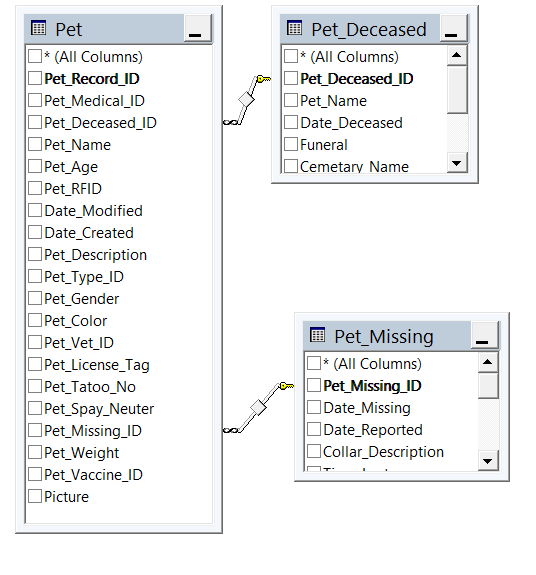 Pet
* (All Columns)
Pet_Record_ID
Pet_Medical_ID
Pet_Deceased_ID
Pet_Name
Pet_Age
Pet_RFID
Date_Modified
Date_Created
Pet_Description
Pet_Type_ID
Pet_Gender
Pet_Color
Pet_Vet_ID
Pet_License_Tag
Pet_Tatoo_No
Pet_Spay_Neuter
Pet_Missing_ID
Pet_Weight
Pet_Vaccine_ID
Picture
Pet_Deceased
* (All Columns)
Pet_Deceased_ID
Pet_Name
Date_Deceased
Funeral
Cemetary_Name
Pet_Missing
* (All Columns)
Pet_Missing_ID
Date_Missing
Date_Reported
Collar_Description